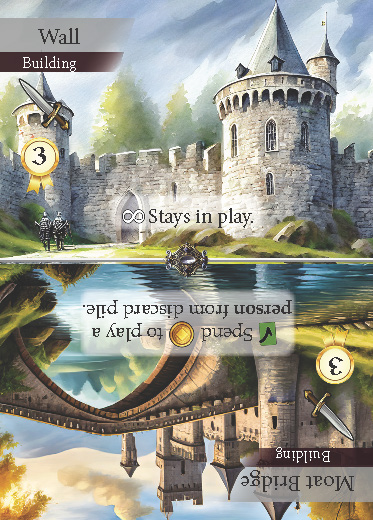 Wall
Building
3
∞ Stays in play.
Spend to play a
person from discard pile.
3
Building
Moat Bridge